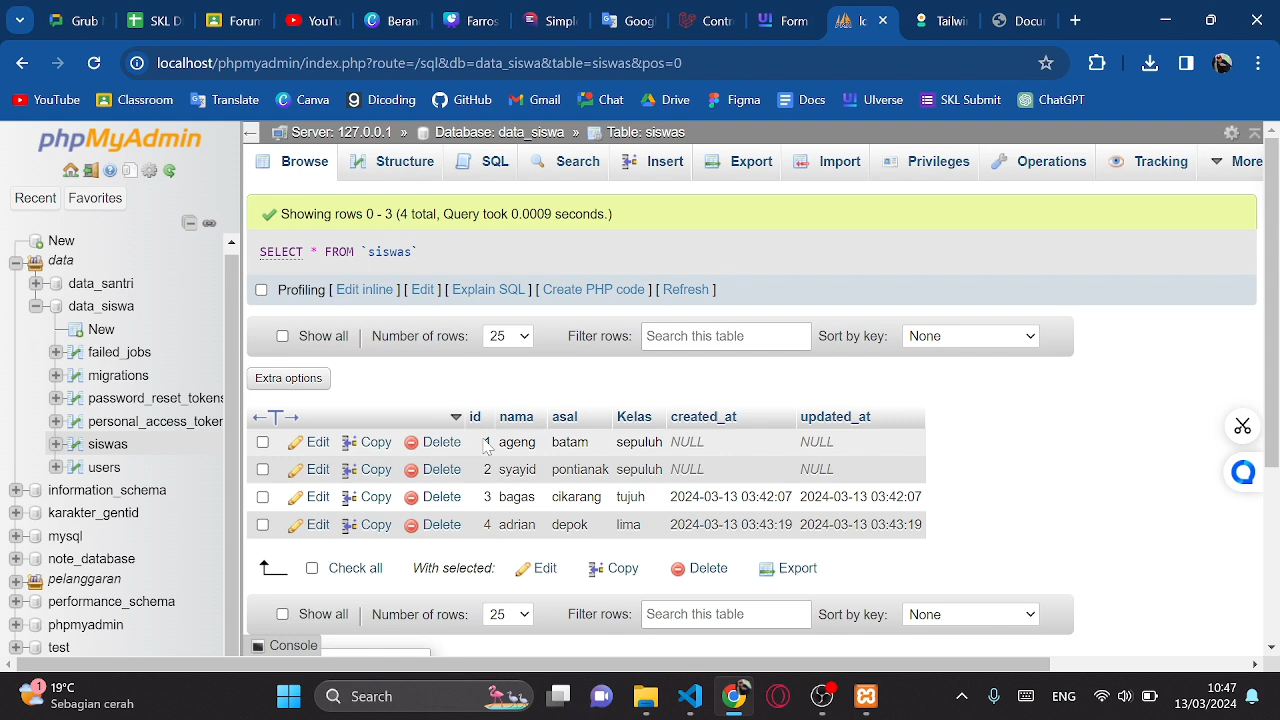 Grub
SKL D
Forum
YouTu
Beran
Farros
Simpl
Goog
Contr
Form
lc
Tailwi
Docu
localhost/phpmyadmin/index.php?route=/sql&db=data_siswa&table=siswas&pos=0
YouTube Classroom Translate Canva Dicoding GitHub Gmail Chat Drive Figma Docs UIverse SKL Submit ChatGPT
phpMyAdmin
Recent Favorites
New
data
data_santri
data_siswa
New
failed_jobs
migrations
password_reset_tokens
personal_access_token
siswas
users
information_schema
karakter_gentid
mysql
note_database
pelanggaran
performance_schema
phpmyadmin
test
Server: 127.0.0.1 » Database: data_siswa » Table: siswas
Browse Structure SQL Search Insert Export Import Privileges Operations Tracking More
Showing rows 0 - 3 (4 total, Query took 0.0009 seconds.)
SELECT * FROM `siswas`
Profiling [ Edit inline ] [ Edit ] [ Explain SQL ] [ Create PHP code ] [ Refresh ]
Show all Number of rows: 25 Filter rows: Search this table Sort by key: None
Extra options
id nama asal Kelas created_at updated_at
Edit Copy Delete 1 ageng batam sepuluh NULL NULL
Edit Copy Delete 2 syayid pontianak sepuluh NULL NULL
Edit Copy Delete 3 bagas cikarang tujuh 2024-03-13 03:42:07 2024-03-13 03:42:07
Edit Copy Delete 4 adrian depok lima 2024-03-13 03:43:19 2024-03-13 03:43:19
Check all With selected: Edit Copy Delete Export
Show all Number of rows: 25 Filter rows: Search this table Sort by key: None
Console
1
19°C
Sebagian cerah
Search
ENG
10:47
13/03/2024